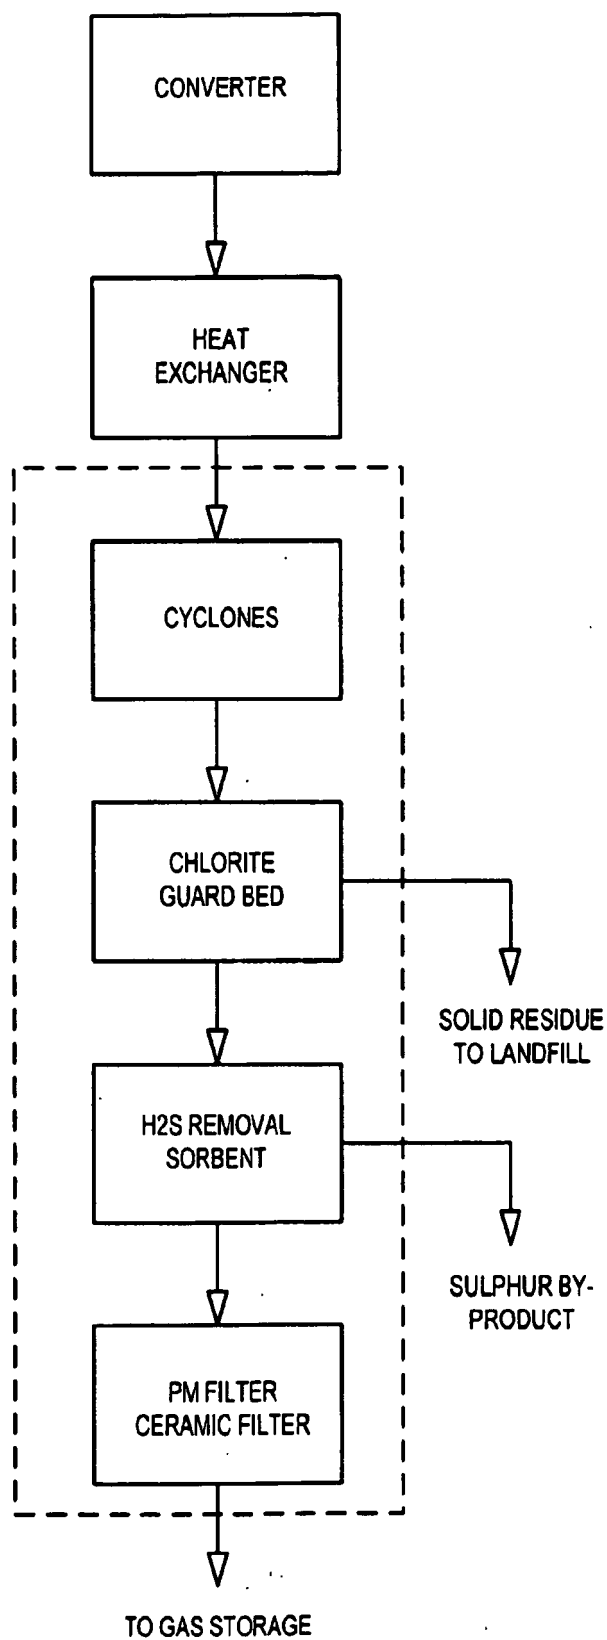 CONVERTER
HEAT
EXCHANGER
CYCLONES
CHLORITE
GUARD BED
SOLID RESIDUE
TO LANDFILL
H2S REMOVAL
SORBENT
SULPHUR BY-
PRODUCT
PM FILTER
CERAMIC FILTER
TO GAS STORAGE